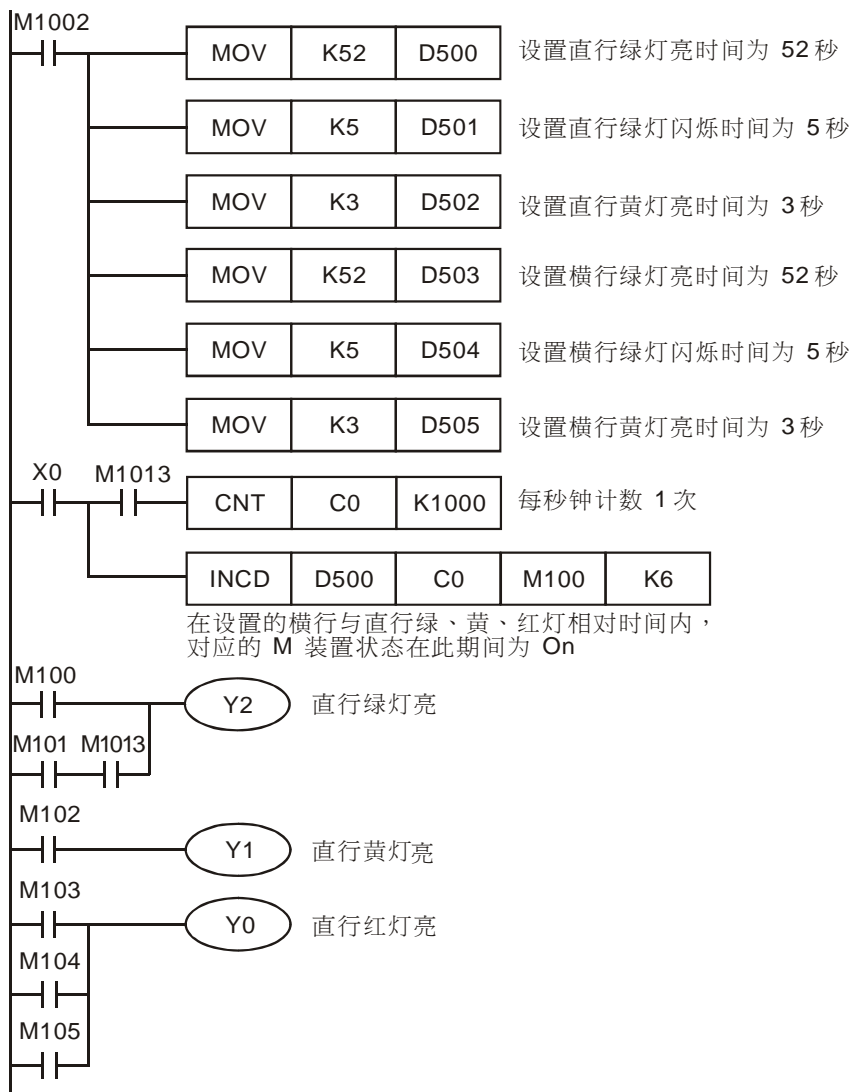 M1002
MOV K52 D500 设置直行绿灯亮时间为 52 秒
MOV K5 D501 设置直行绿灯闪烁时间为 5 秒
MOV K3 D502 设置直行黄灯亮时间为 3 秒
MOV K52 D503 设置横行绿灯亮时间为 52 秒
MOV K5 D504 设置横行绿灯闪烁时间为 5 秒
MOV K3 D505 设置横行黄灯亮时间为 3 秒
X0 M1013
CNT C0 K1000 每秒钟计数 1 次
INCD D500 C0 M100 K6
在设置的横行与直行绿、黄、红灯相对时间内，
对应的 M 装置状态在此期间为 On
M100
Y2 直行绿灯亮
M101 M1013
M102
Y1 直行黄灯亮
M103
Y0 直行红灯亮
M104
M105